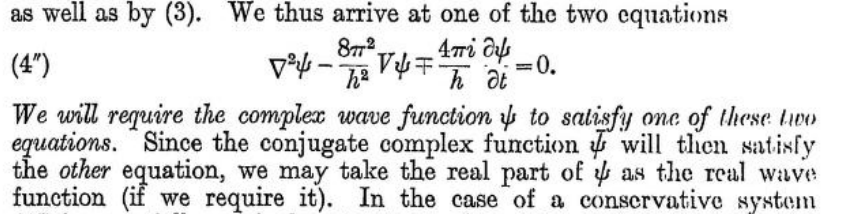 as well as by (3). We thus arrive at one of the two equations
(4″) ∇²ψ − 8π²/h² Vψ ∓ 4πi/h ∂ψ/∂t = 0.
We will require the complex wave function ψ to satisfy one of these two
equations. Since the conjugate complex function ψ̄ will then satisfy
the other equation, we may take the real part of ψ as the real wave
function (if we require it). In the case of a conservative system